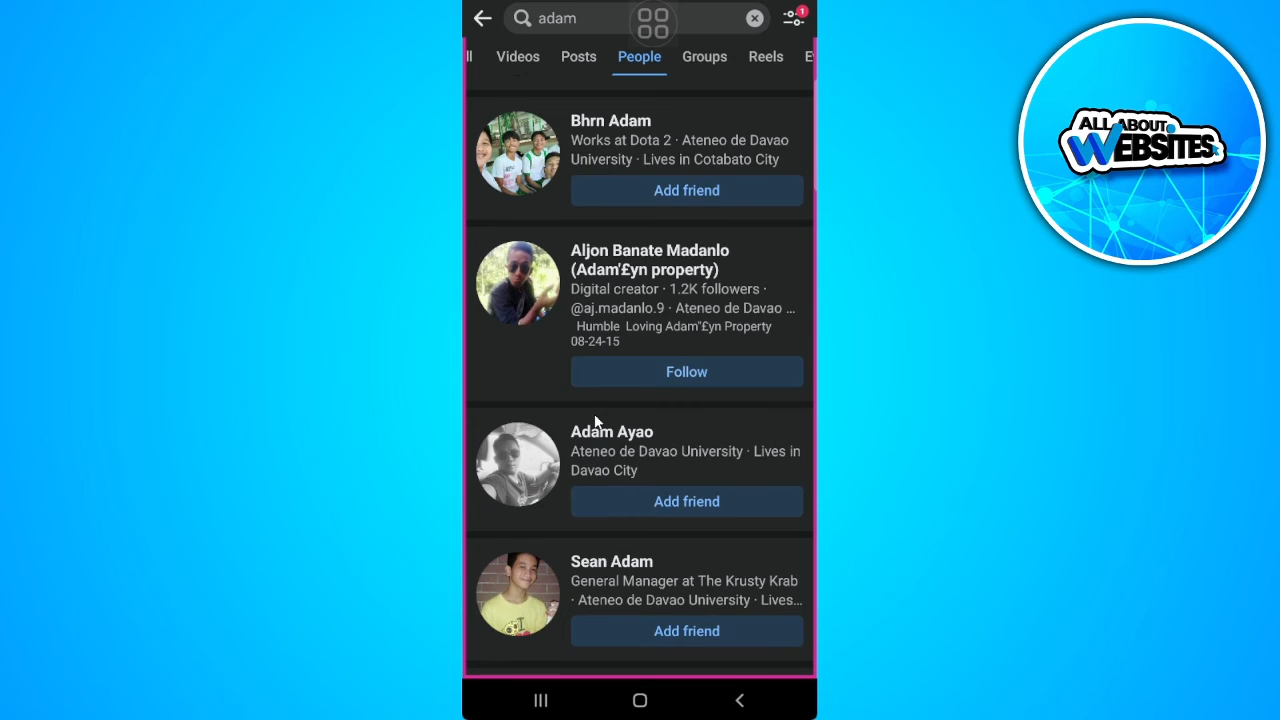 adam
1
ll Videos Posts People Groups Reels E
Bhrn Adam
Works at Dota 2 · Ateneo de Davao
University · Lives in Cotabato City
Add friend
Aljon Banate Madanlo
(Adam'£yn property)
Digital creator · 1.2K followers ·
@aj.madanlo.9 · Ateneo de Davao ...
Humble Loving Adam"£yn Property
08-24-15
Follow
Adam Ayao
Ateneo de Davao University · Lives in
Davao City
Add friend
Sean Adam
General Manager at The Krusty Krab
· Ateneo de Davao University · Lives...
Add friend
ALL ABOUT
WEBSITES